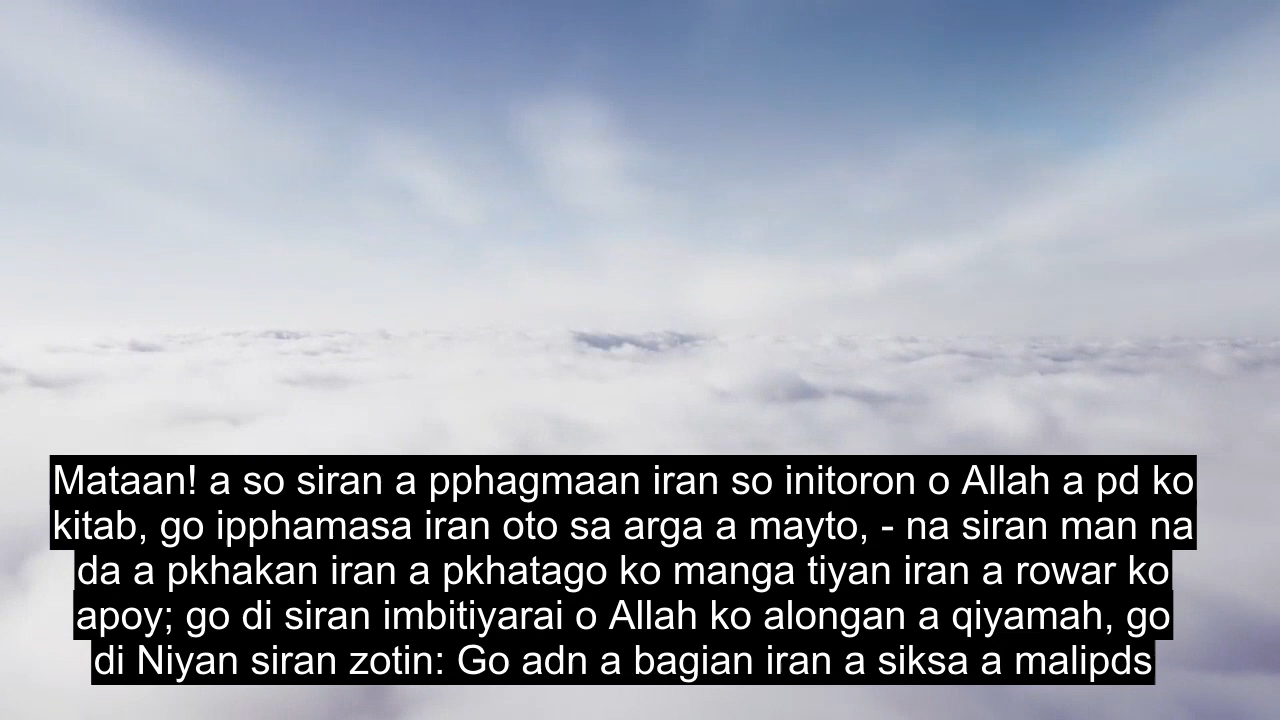 Mataan! a so siran a pphagmaan iran so initoron o Allah a pd ko
kitab, go ipphamasa iran oto sa arga a mayto, - na siran man na
da a pkhakan iran a pkhatago ko manga tiyan iran a rowar ko
apoy; go di siran imbitiyarai o Allah ko alongan a qiyamah, go
di Niyan siran zotin: Go adn a bagian iran a siksa a malipds